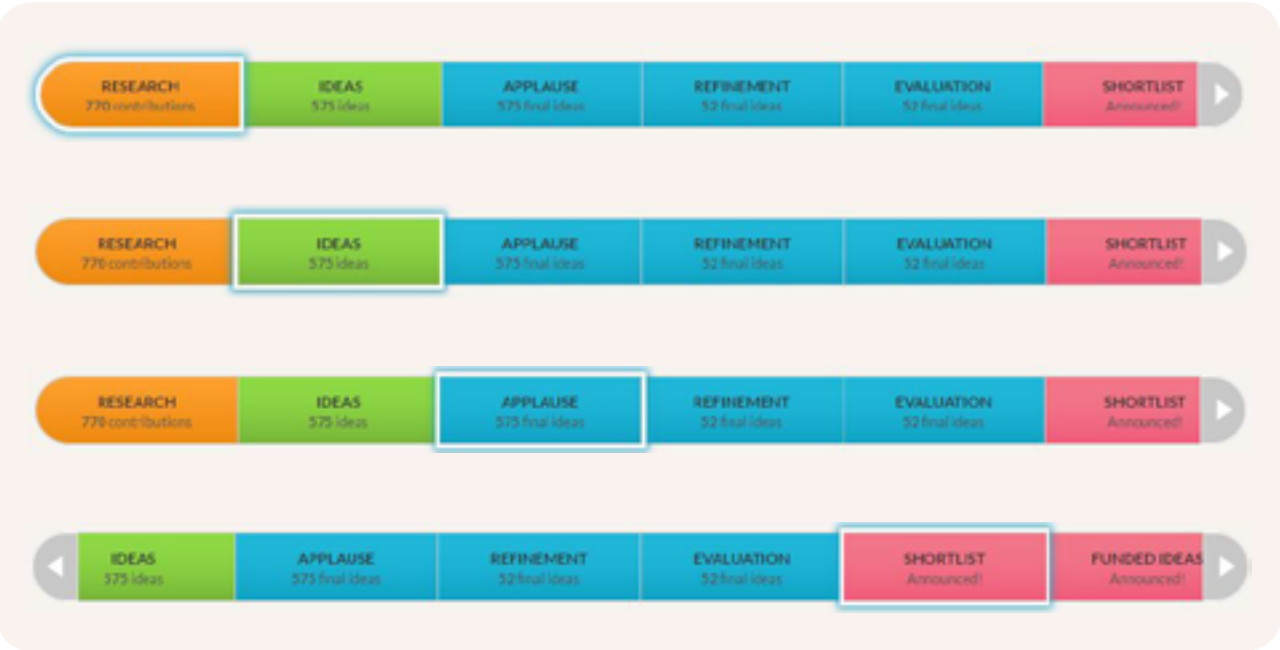 RESEARCH
770 contributions
IDEAS
575 ideas
APPLAUSE
575 final ideas
REFINEMENT
52 final ideas
EVALUATION
52 final ideas
SHORTLIST
Announced!
RESEARCH
770 contributions
IDEAS
575 ideas
APPLAUSE
575 final ideas
REFINEMENT
52 final ideas
EVALUATION
52 final ideas
SHORTLIST
Announced!
RESEARCH
770 contributions
IDEAS
575 ideas
APPLAUSE
575 final ideas
REFINEMENT
52 final ideas
EVALUATION
52 final ideas
SHORTLIST
Announced!
IDEAS
575 ideas
APPLAUSE
575 final ideas
REFINEMENT
52 final ideas
EVALUATION
52 final ideas
SHORTLIST
Announced!
FUNDED IDEAS
Announced!